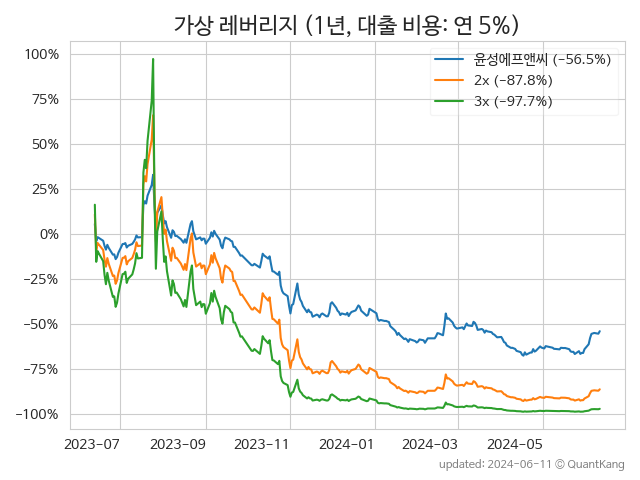 가상 레버리지 (1년, 대출 비용: 연 5%)
윤성에프앤씨 (-56.5%)
2x (-87.8%)
3x (-97.7%)
100%
75%
50%
25%
0%
−25%
−50%
−75%
−100%
2023-07 2023-09 2023-11 2024-01 2024-03 2024-05
updated: 2024-06-11 © QuantKang